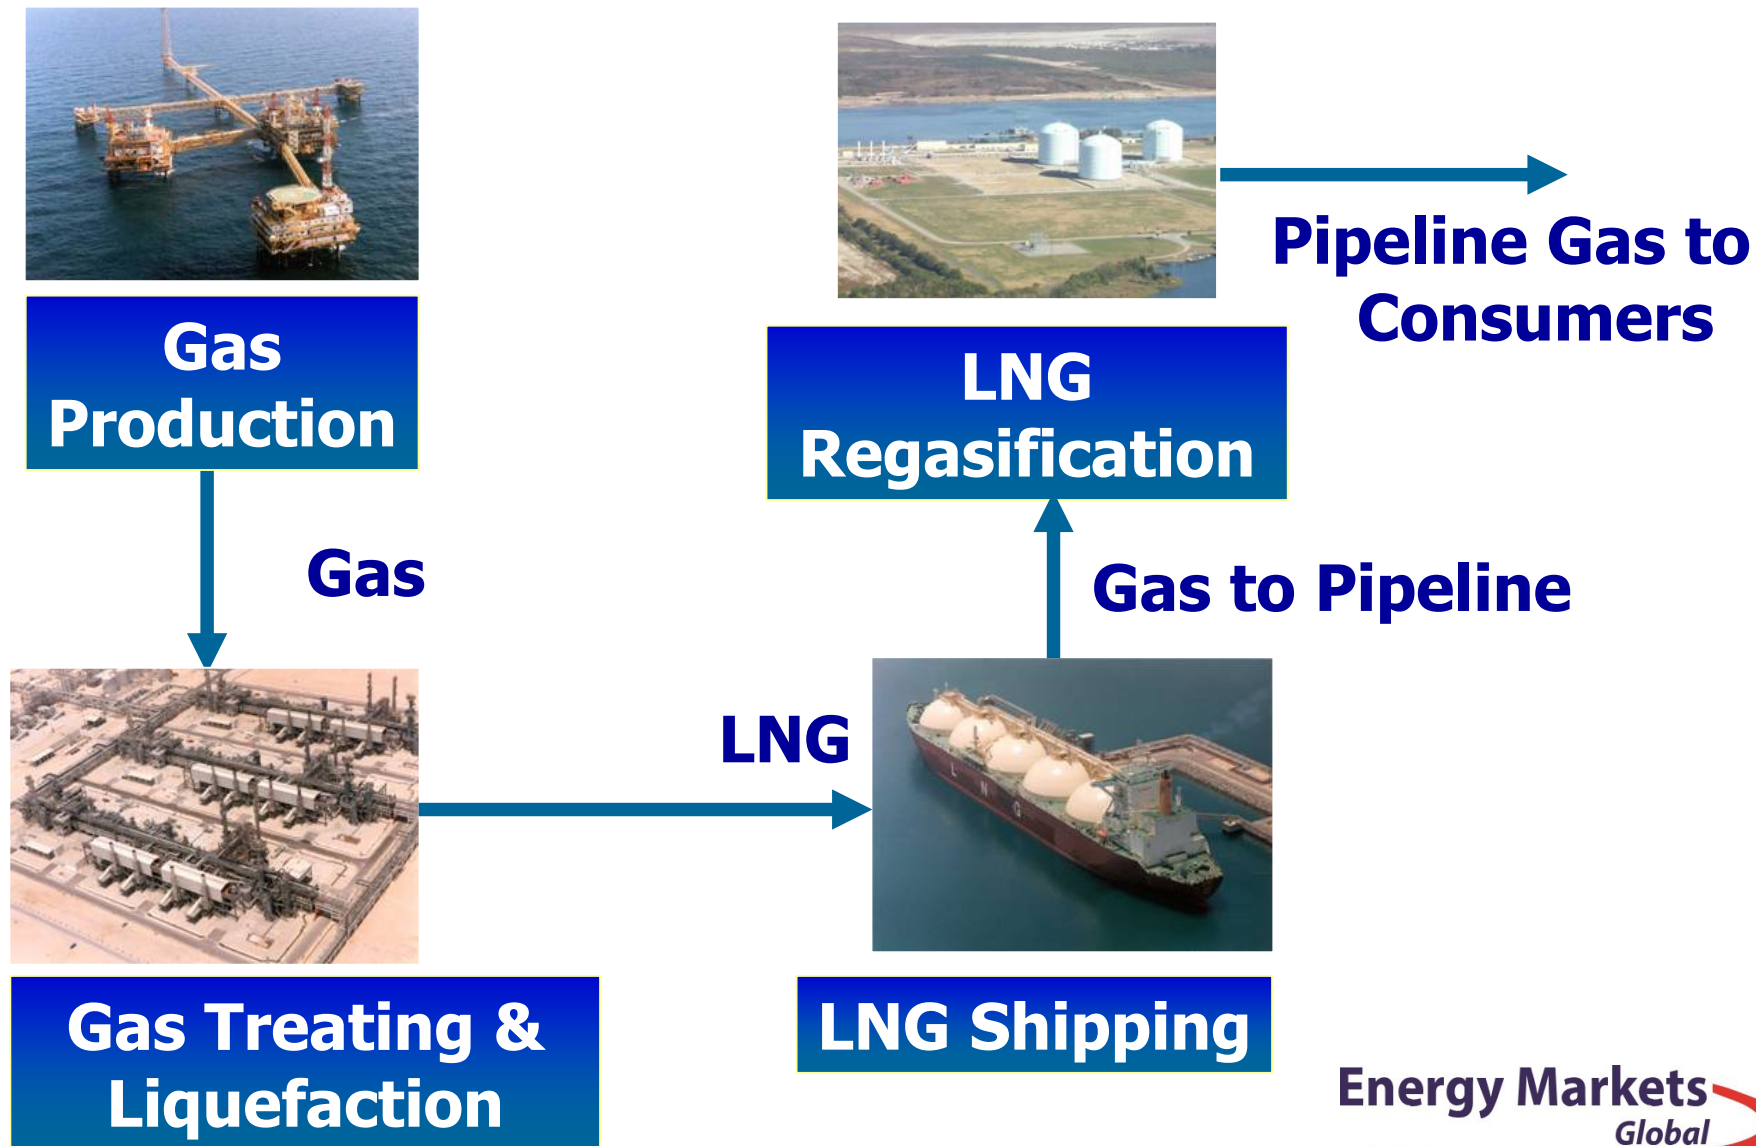 Gas
Production
Gas
Gas Treating &
Liquefaction
LNG
L N G
LNG Shipping
Gas to Pipeline
LNG
Regasification
Pipeline Gas to
Consumers
Energy Markets
Global